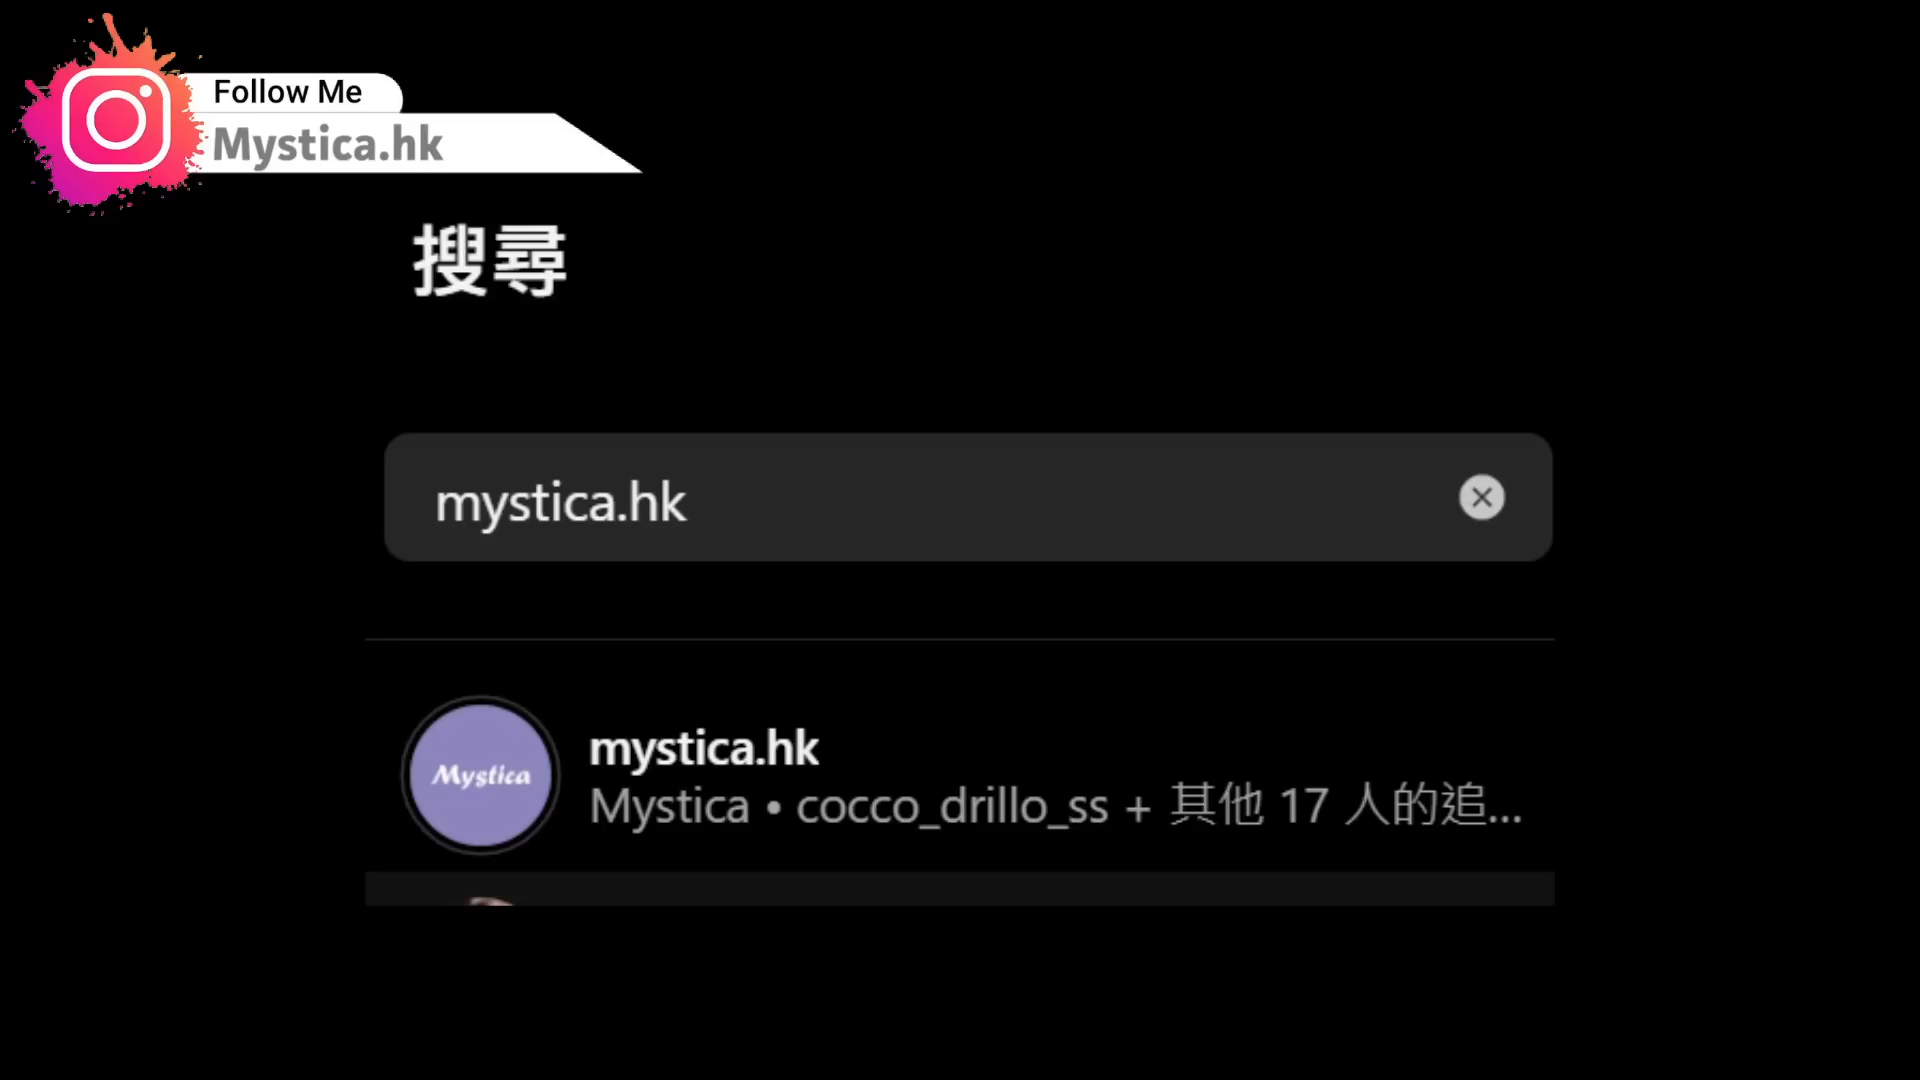 Follow Me
Mystica.hk
搜尋
mystica.hk
Mystica
mystica.hk
Mystica • cocco_drillo_ss + 其他 17 人的追...